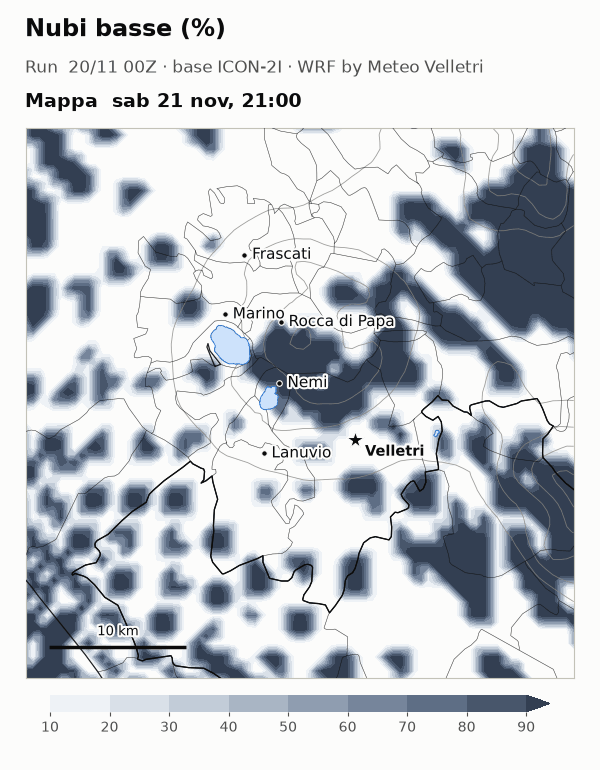 Nubi basse (%)
Run  20/11 00Z · base ICON-2I · WRF by Meteo Velletri
Mappa  sab 21 nov, 21:00
Frascati
Marino
Rocca di Papa
Nemi
Velletri
Lanuvio
10 km
10 20 30 40 50 60 70 80 90